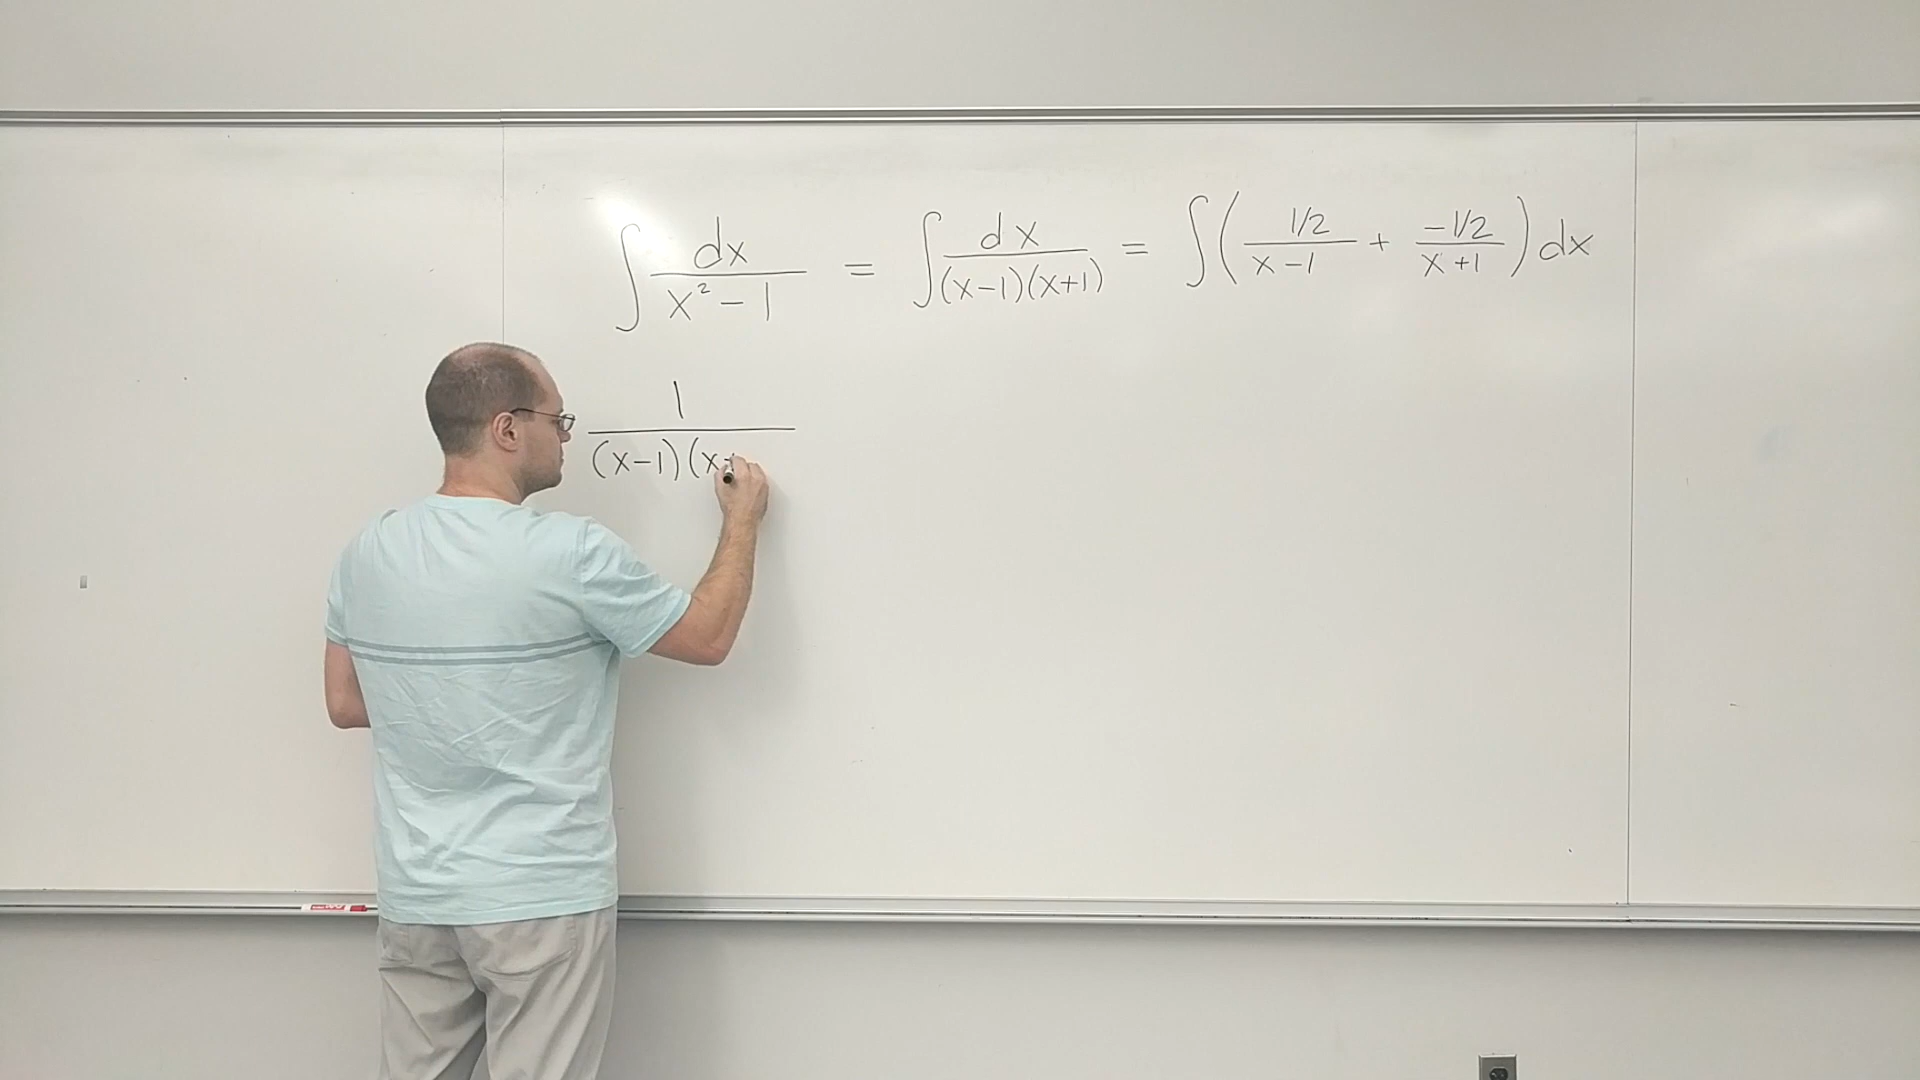 ∫ dx/(x² - 1) = ∫ dx/((x-1)(x+1)) = ∫ ( (1/2)/(x-1) + (-1/2)/(x+1) ) dx
1/((x-1)(x+